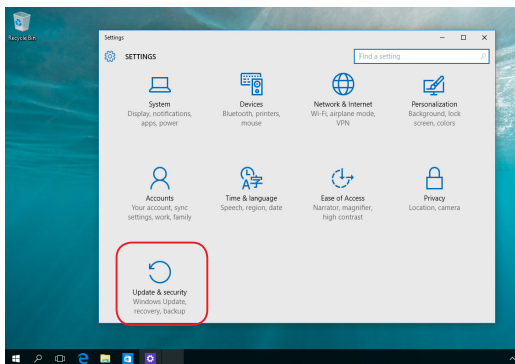 Recycle Bin
Settings
SETTINGS
Find a setting
System
Display, notifications,
apps, power
Devices
Bluetooth, printers,
mouse
Network & Internet
Wi-Fi, airplane mode,
VPN
Personalization
Background, lock
screen, colors
Accounts
Your account, sync
settings, work, family
A字
Time & language
Speech, region, date
Ease of Access
Narrator, magnifier,
high contrast
Privacy
Location, camera
Update & security
Windows Update,
recovery, backup